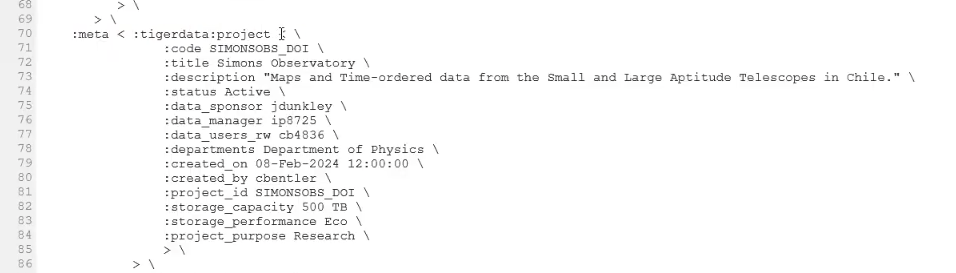 68 > \
69 > \
70 :meta < :tigerdata:project < \
71 :code SIMONSOBS_DOI \
72 :title Simons Observatory \
73 :description "Maps and Time-ordered data from the Small and Large Aptitude Telescopes in Chile." \
74 :status Active \
75 :data_sponsor jdunkley \
76 :data_manager ip8725 \
77 :data_users_rw cb4836 \
78 :departments Department of Physics \
79 :created_on 08-Feb-2024 12:00:00 \
80 :created_by cbentler \
81 :project_id SIMONSOBS_DOI \
82 :storage_capacity 500 TB \
83 :storage_performance Eco \
84 :project_purpose Research \
85 > \
86 > \